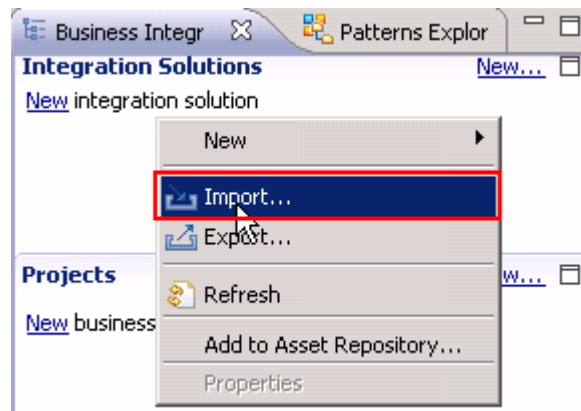 Business Integr Patterns Explor
Integration Solutions New...
New integration solution
New
Import...
Export...
Projects w...
Refresh
New business
Add to Asset Repository...
Properties